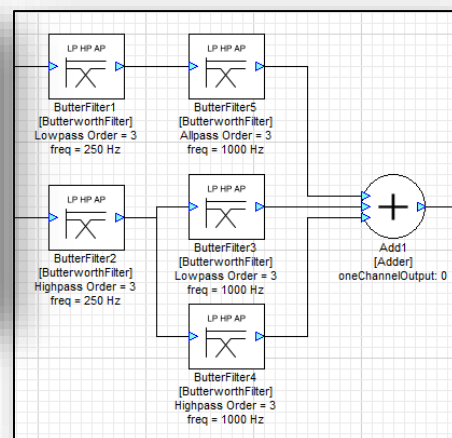 LP HP AP
ButterFilter1
[ButterworthFilter]
Lowpass Order = 3
freq = 250 Hz
LP HP AP
ButterFilter5
[ButterworthFilter]
Allpass Order = 3
freq = 1000 Hz
LP HP AP
ButterFilter2
[ButterworthFilter]
Highpass Order = 3
freq = 250 Hz
LP HP AP
ButterFilter3
[ButterworthFilter]
Lowpass Order = 3
freq = 1000 Hz
+
Add1
[Adder]
oneChannelOutput: 0
LP HP AP
ButterFilter4
[ButterworthFilter]
Highpass Order = 3
freq = 1000 Hz